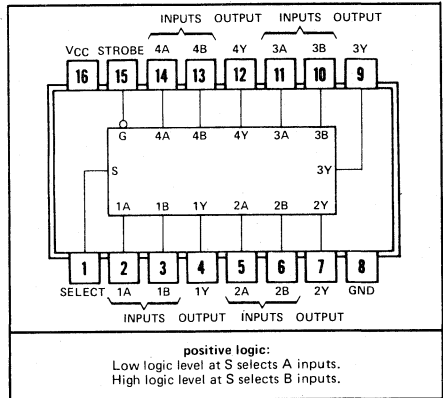 INPUTS OUTPUT INPUTS OUTPUT
VCC STROBE 4A 4B 4Y 3A 3B 3Y
16 15 14 13 12 11 10 9
G 4A 4B 4Y 3A 3B
S 3Y
1A 1B 1Y 2A 2B 2Y
1 2 3 4 5 6 7 8
SELECT 1A 1B 1Y 2A 2B 2Y GND
INPUTS OUTPUT INPUTS OUTPUT
positive logic:
Low logic level at S selects A inputs.
High logic level at S selects B inputs.